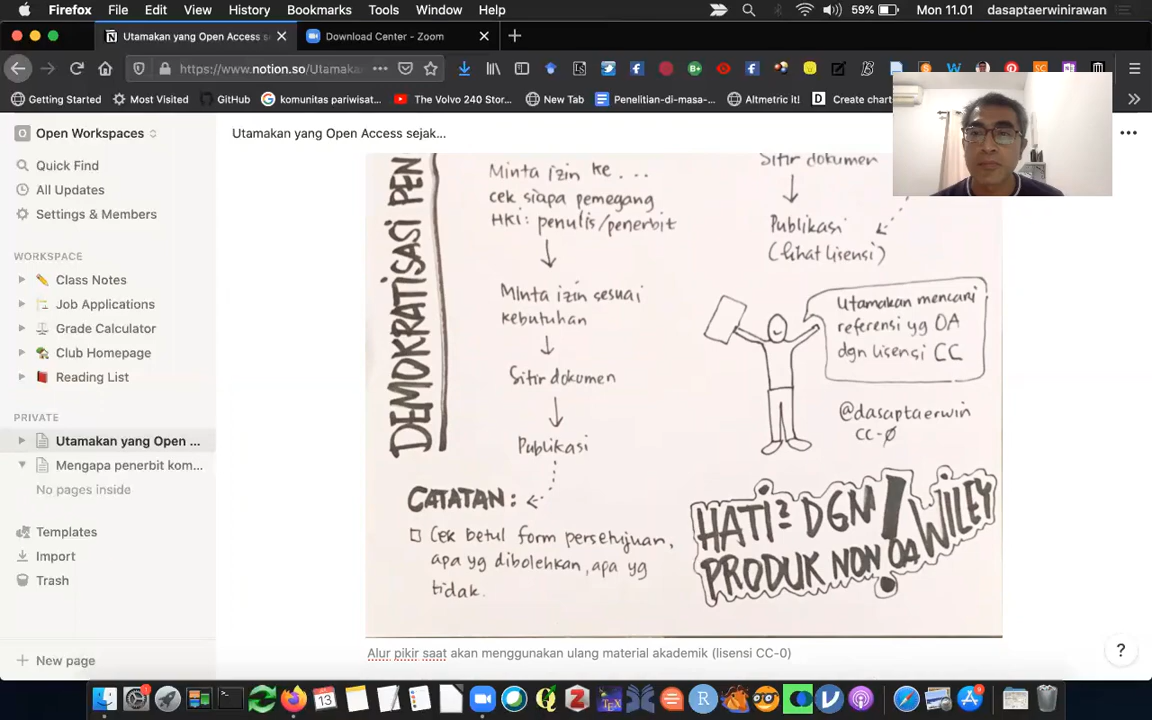 Firefox File Edit View History Bookmarks Tools Window Help
59% Mon 11.01 dasaptaerwinirawan
Utamakan yang Open Access se
Download Center - Zoom
https://www.notion.so/Utamaka
Getting Started Most Visited GitHub komunitas pariwisat... The Volvo 240 Stor... New Tab Penelitian-di-masa-... Altmetric it! Create chart
Open Workspaces
Utamakan yang Open Access sejak...
Quick Find
All Updates
Settings & Members
WORKSPACE
Class Notes
Job Applications
Grade Calculator
Club Homepage
Reading List
PRIVATE
Utamakan yang Open ...
Mengapa penerbit kom...
No pages inside
Templates
Import
Trash
New page
DEMOKRATISASI PEN
Minta izin ke ...
cek siapa pemegang
HKI: penulis/penerbit
Minta izin sesuai
kebutuhan
Sitir dokumen
Publikasi
CATATAN:
Cek betul form persetujuan,
apa yg dibolehkan, apa yg
tidak.
Sitir dokumen
Publikasi
(lihat lisensi)
Utamakan mencari
referensi yg OA
dgn lisensi CC
@dasaptaerwin
CC-0
HATI2 DGN WILEY
PRODUK NON OA !
Alur pikir saat akan menggunakan ulang material akademik (lisensi CC-0)
?